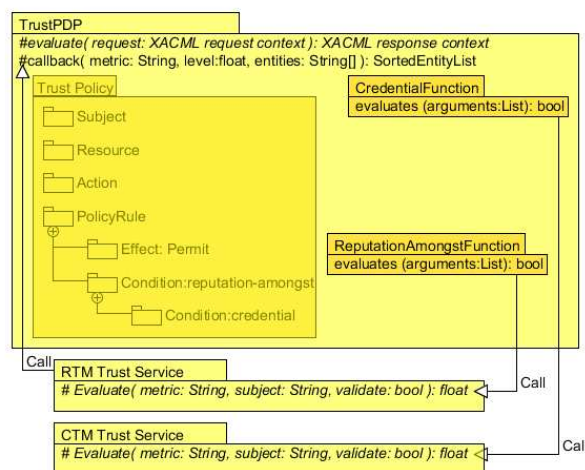 TrustPDP
#evaluate( request: XACML request context ): XACML response context
#callback( metric: String, level:float, entities: String[] ): SortedEntityList
Trust Policy
CredentialFunction
evaluates (arguments:List): bool
Subject
Resource
Action
PolicyRule
ReputationAmongstFunction
evaluates (arguments:List): bool
Effect: Permit
Condition:reputation-amongst
Condition:credential
Call
RTM Trust Service
# Evaluate( metric: String, subject: String, validate: bool ): float
Call
CTM Trust Service
Cal
# Evaluate( metric: String, subject: String, validate: bool ): float